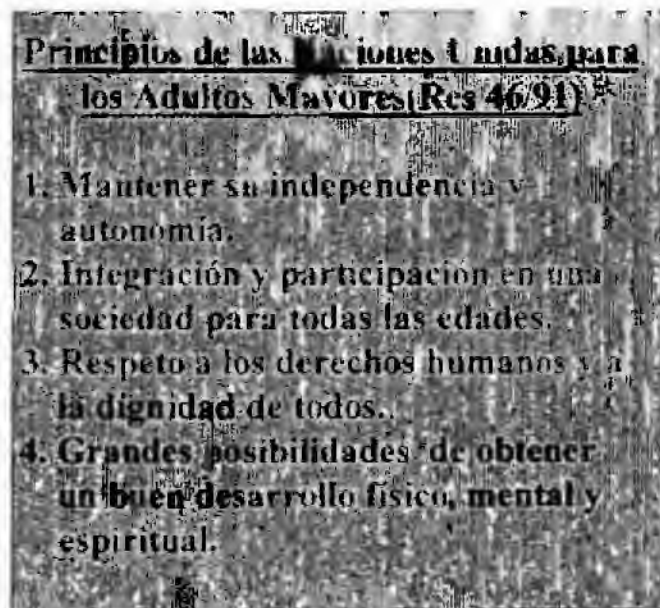 Principios de las Naciones Unidas para
los Adultos Mayores(Res 46/91)
1. Mantener su independencia y
autonomía.
2. Integración y participación en una
sociedad para todas las edades.
3. Respeto a los derechos humanos y a
la dignidad de todos.
4. Grandes posibilidades de obtener
un buen desarrollo físico, mental y
espiritual.